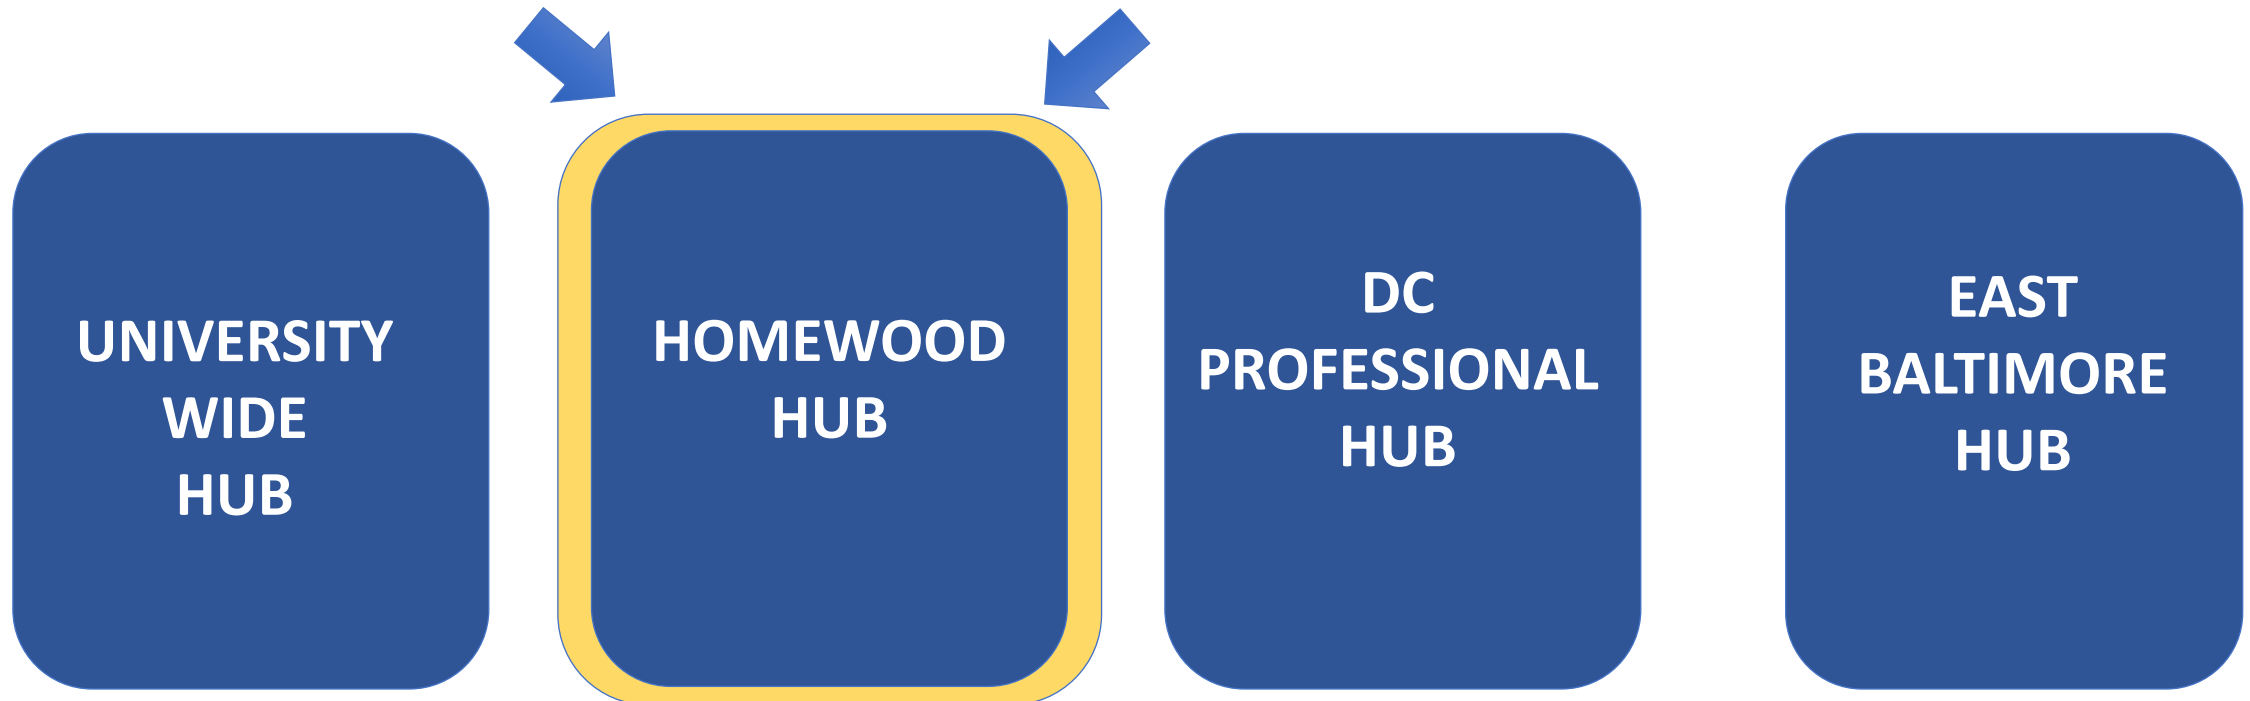 UNIVERSITY
WIDE
HUB
HOMEWOOD
HUB
DC
PROFESSIONAL
HUB
EAST
BALTIMORE
HUB